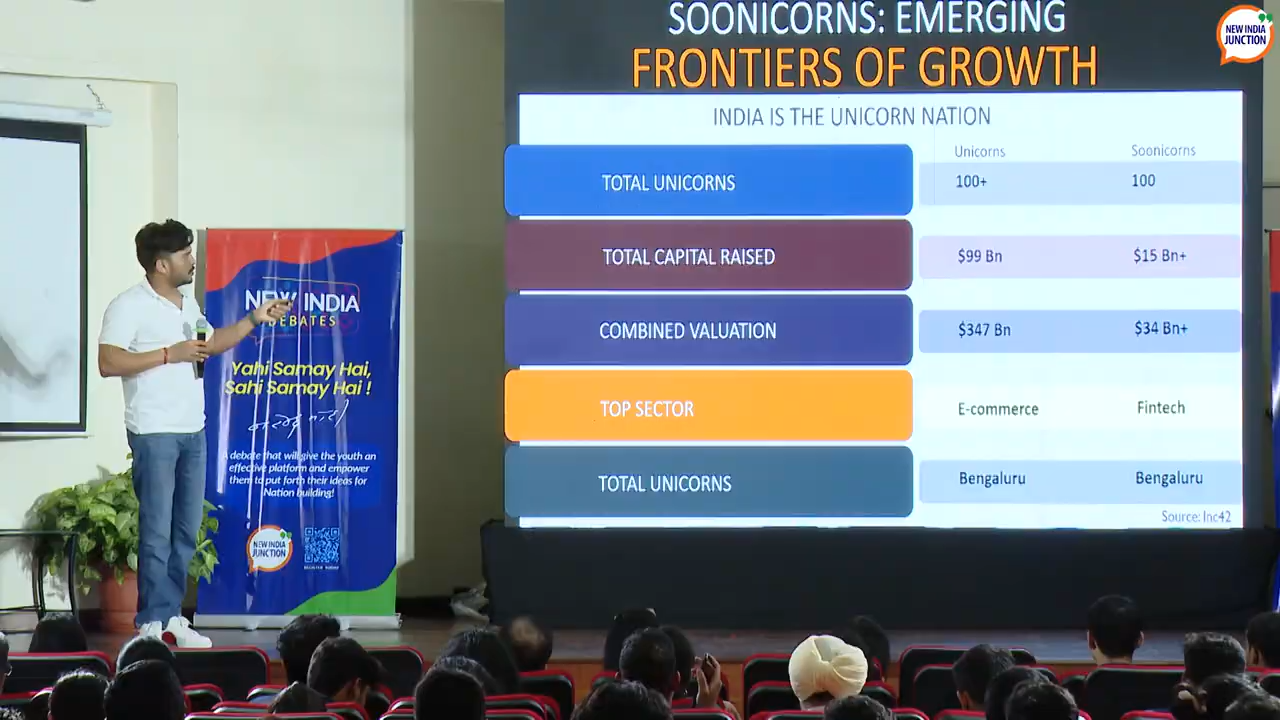 SOONICORNS: EMERGING
FRONTIERS OF GROWTH
NEW INDIA
JUNCTION
INDIA IS THE UNICORN NATION
Unicorns Soonicorns
TOTAL UNICORNS 100+ 100
TOTAL CAPITAL RAISED $99 Bn $15 Bn+
COMBINED VALUATION $347 Bn $34 Bn+
TOP SECTOR E-commerce Fintech
TOTAL UNICORNS Bengaluru Bengaluru
Source: Inc42
NEW INDIA
DEBATES
Yahi Samay Hai,
Sahi Samay Hai !
A debate that will give the youth an
effective platform and empower
them to put forth their ideas for
Nation building!
NEW INDIA
JUNCTION